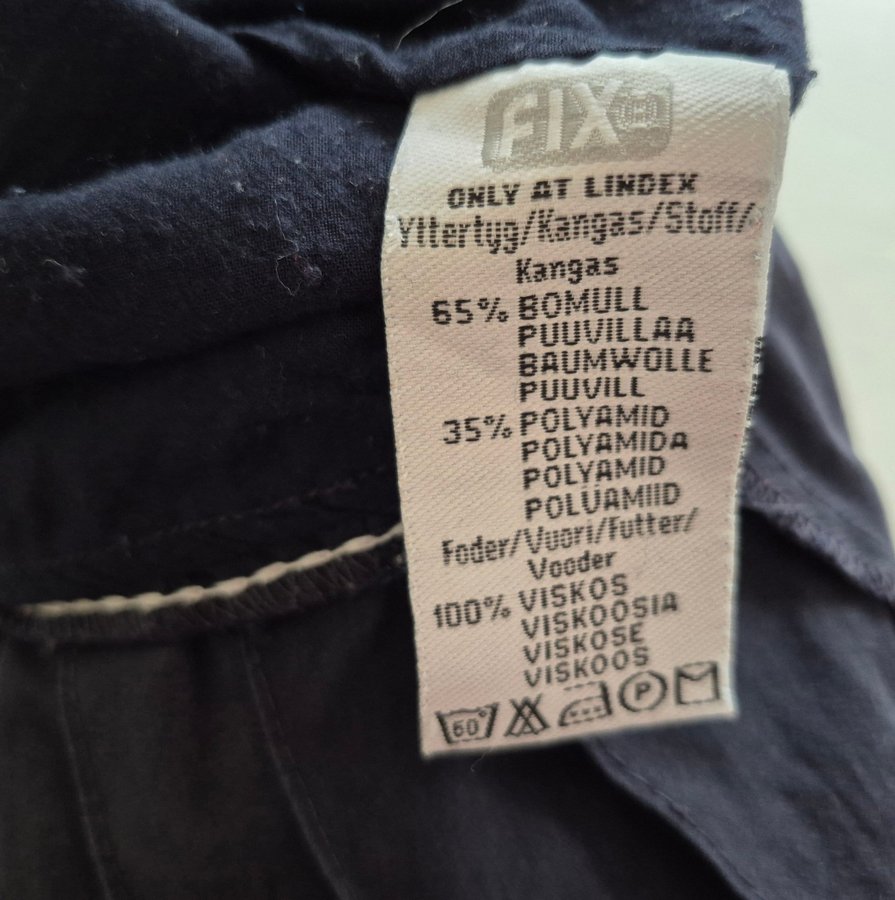 FIX
ONLY AT LINDEX
Yttertyg/Kangas/Stoff/
Kangas
65% BOMULL
PUUVILLAA
BAUMWOLLE
PUUVILL
35% POLYAMID
POLYAMIDA
POLYAMID
POLÜAMIID
Foder/Vuori/Futter/
Vooder
100% VISKOS
VISKOOSIA
VISKOSE
VISKOOS
60° P